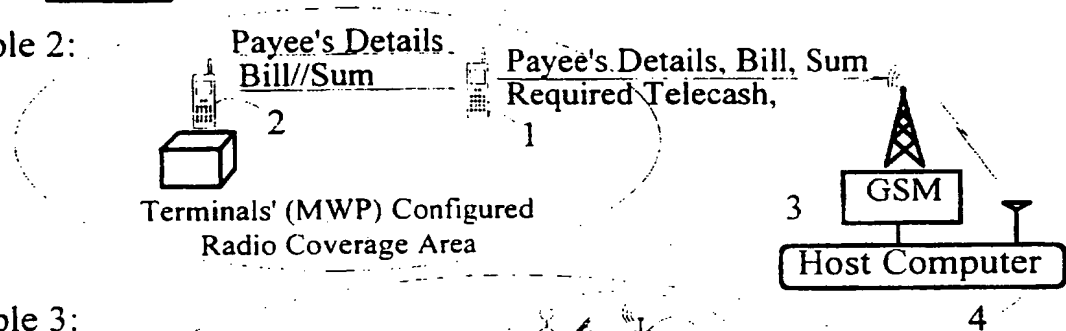 ple 2:
Payee's Details
Bill//Sum
Payee's Details, Bill, Sum
Required Telecash,
2
1
GSM
3
Terminals' (MWP) Configured
Radio Coverage Area
Host Computer
4
ple 3: